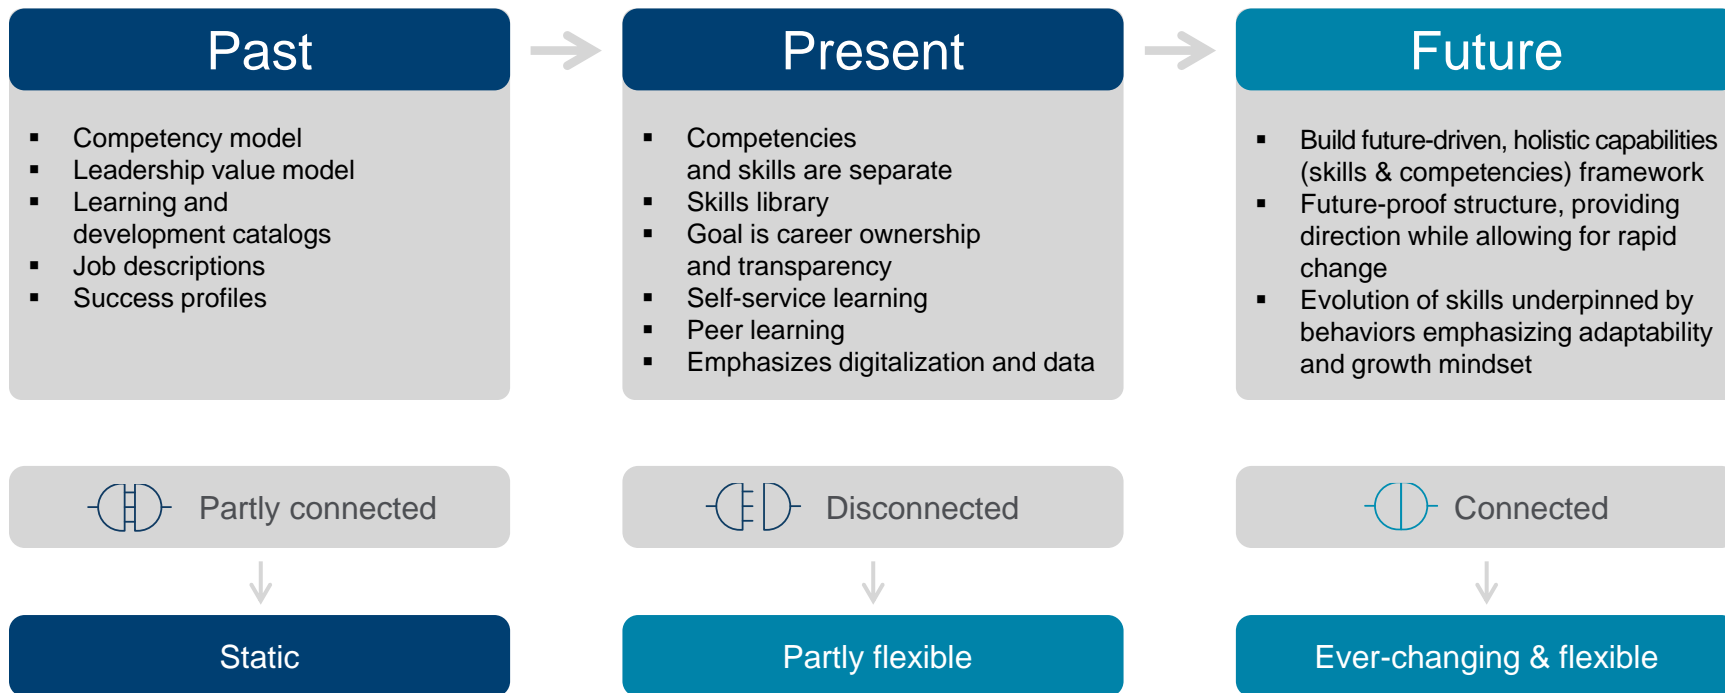 Past
▪ Competency model
▪ Leadership value model
▪ Learning and
development catalogs
▪ Job descriptions
▪ Success profiles
Partly connected
Static
Present
▪ Competencies
and skills are separate
▪ Skills library
▪ Goal is career ownership
and transparency
▪ Self-service learning
▪ Peer learning
▪ Emphasizes digitalization and data
Disconnected
Partly flexible
Future
▪ Build future-driven, holistic capabilities
(skills & competencies) framework
▪ Future-proof structure, providing
direction while allowing for rapid
change
▪ Evolution of skills underpinned by
behaviors emphasizing adaptability
and growth mindset
Connected
Ever-changing & flexible